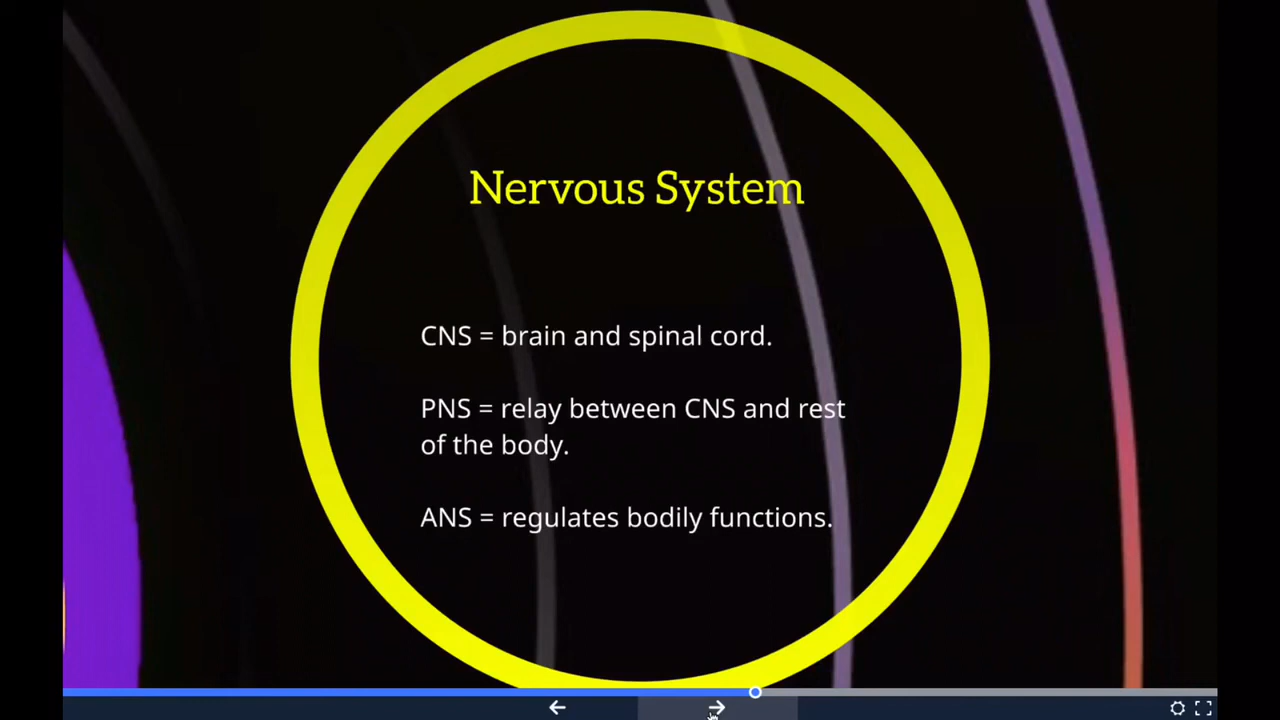 Nervous System
CNS = brain and spinal cord.
PNS = relay between CNS and rest
of the body.
ANS = regulates bodily functions.